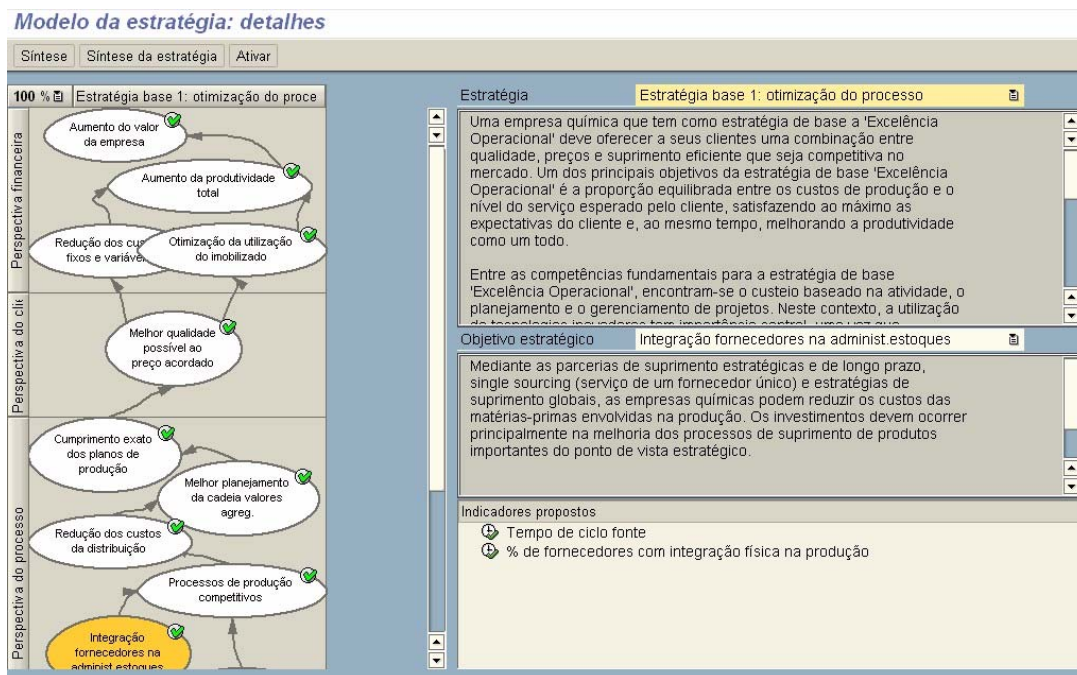 Modelo da estratégia: detalhes
Síntese
Síntese da estratégia
Ativar
100 %
Estratégia base 1: otimização do proce
Perspectiva financeira
Aumento do valor
da empresa
Aumento da produtividade
total
Redução dos cus
fixos e variáve
Otimização da utilização
do imobilizado
Perspectiva do clie
Melhor qualidade
possível ao
preço acordado
Perspectiva do processo
Cumprimento exato
dos planos de
produção
Melhor planejamento
da cadeia valores
agreg.
Redução dos custos
da distribuição
Processos de produção
competitivos
Integração
fornecedores na
administ.estoques
Estratégia
Estratégia base 1: otimização do processo
Uma empresa química que tem como estratégia de base a 'Excelência
Operacional' deve oferecer a seus clientes uma combinação entre
qualidade, preços e suprimento eficiente que seja competitiva no
mercado. Um dos principais objetivos da estratégia de base 'Excelência
Operacional' é a proporção equilibrada entre os custos de produção e o
nível do serviço esperado pelo cliente, satisfazendo ao máximo as
expectativas do cliente e, ao mesmo tempo, melhorando a produtividade
como um todo.
Entre as competências fundamentais para a estratégia de base
'Excelência Operacional', encontram-se o custeio baseado na atividade, o
planejamento e o gerenciamento de projetos. Neste contexto, a utilização
de tecnologias inovadoras tem importância central, uma vez que
Objetivo estratégico
Integração fornecedores na administ.estoques
Mediante as parcerias de suprimento estratégicas e de longo prazo,
single sourcing (serviço de um fornecedor único) e estratégias de
suprimento globais, as empresas químicas podem reduzir os custos das
matérias-primas envolvidas na produção. Os investimentos devem ocorrer
principalmente na melhoria dos processos de suprimento de produtos
importantes do ponto de vista estratégico.
Indicadores propostos
Tempo de ciclo fonte
% de fornecedores com integração física na produção